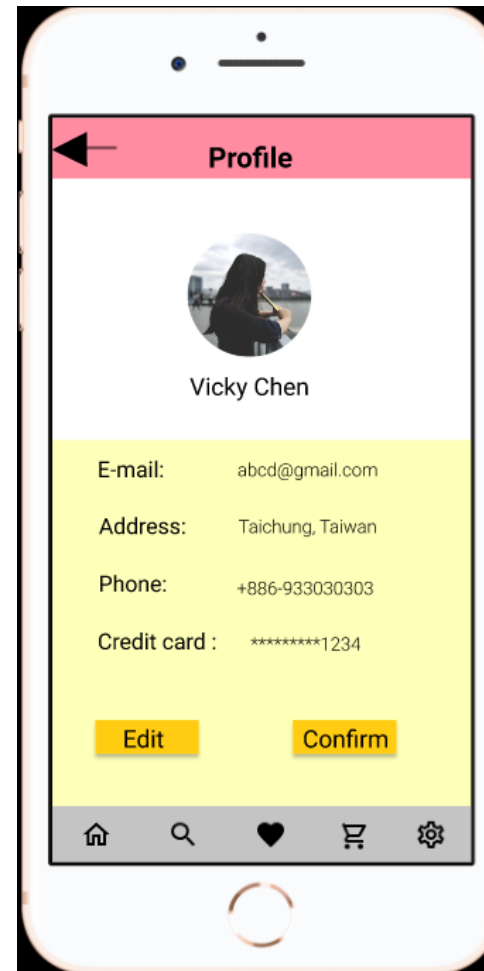 Profile
Vicky Chen
E-mail: abcd@gmail.com
Address: Taichung, Taiwan
Phone: +886-933030303
Credit card : *********1234
Edit Confirm